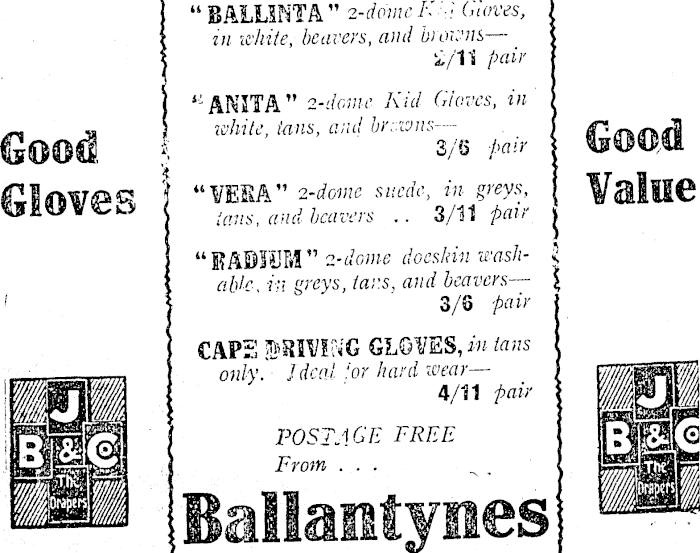 "BALLINTA" 2-dome Kid Gloves,
in white, beavers, and browns—
2/11 pair
"ANITA" 2-dome Kid Gloves, in
white, tans, and browns—
3/6 pair
Good
Gloves
Good
Value
"VERA" 2-dome suede, in greys,
tans, and beavers .. 3/11 pair
"RADIUM" 2-dome doeskin wash-
able, in greys, tans, and beavers—
3/6 pair
CAPE DRIVING GLOVES, in tans
only. Ideal for hard wear—
4/11 pair
J
B & Co
The
Drapers
J
B & Co
The
Drapers
POSTAGE FREE
From . . .
Ballantynes